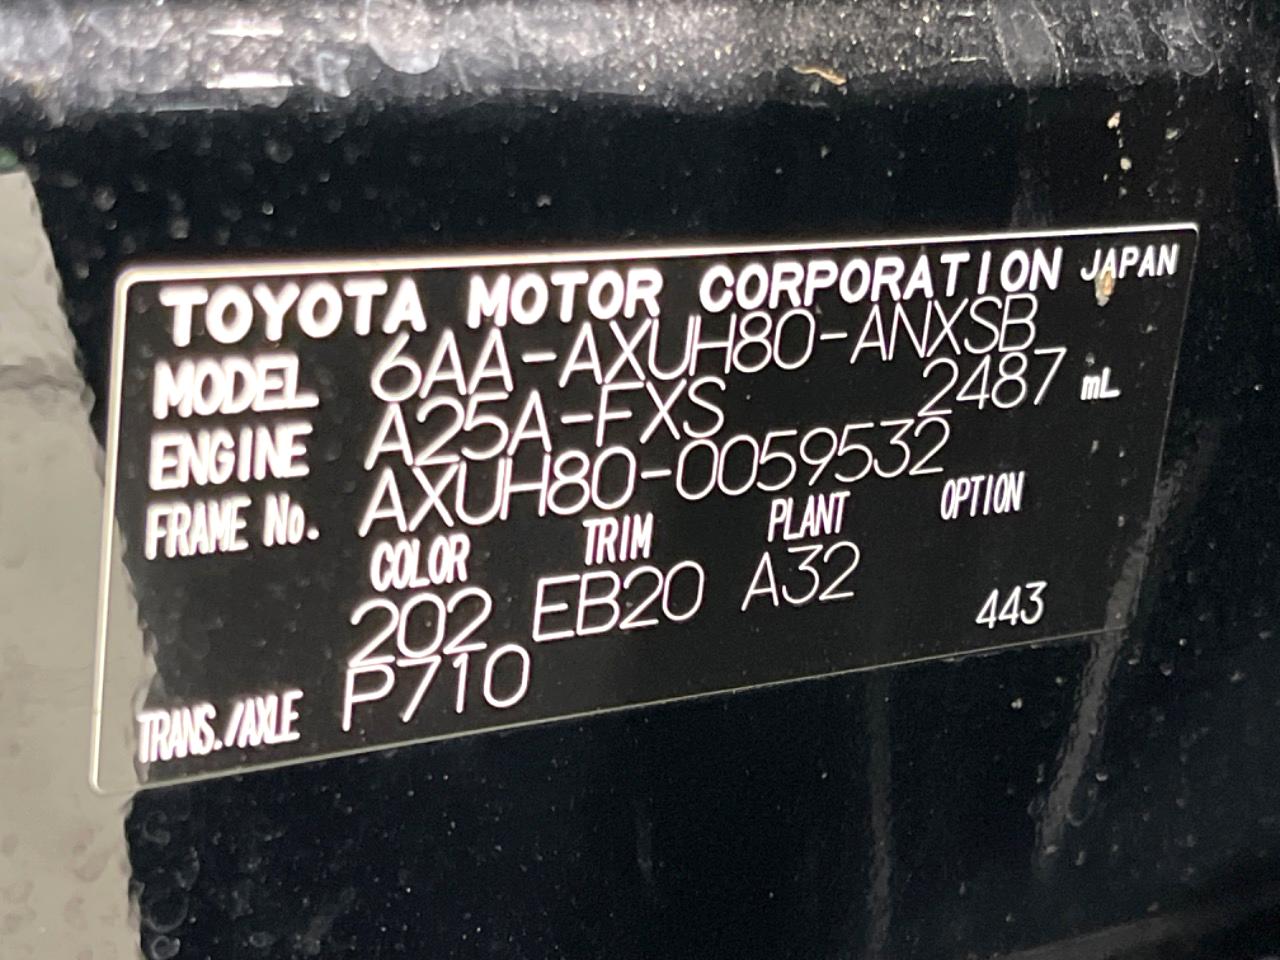 TOYOTA MOTOR CORPORATION JAPAN
MODEL 6AA-AXUH80-ANXSB
ENGINE A25A-FXS 2487 mL
FRAME No. AXUH80-0059532
COLOR TRIM PLANT OPTION
202 EB20 A32
443
TRANS./AXLE P710